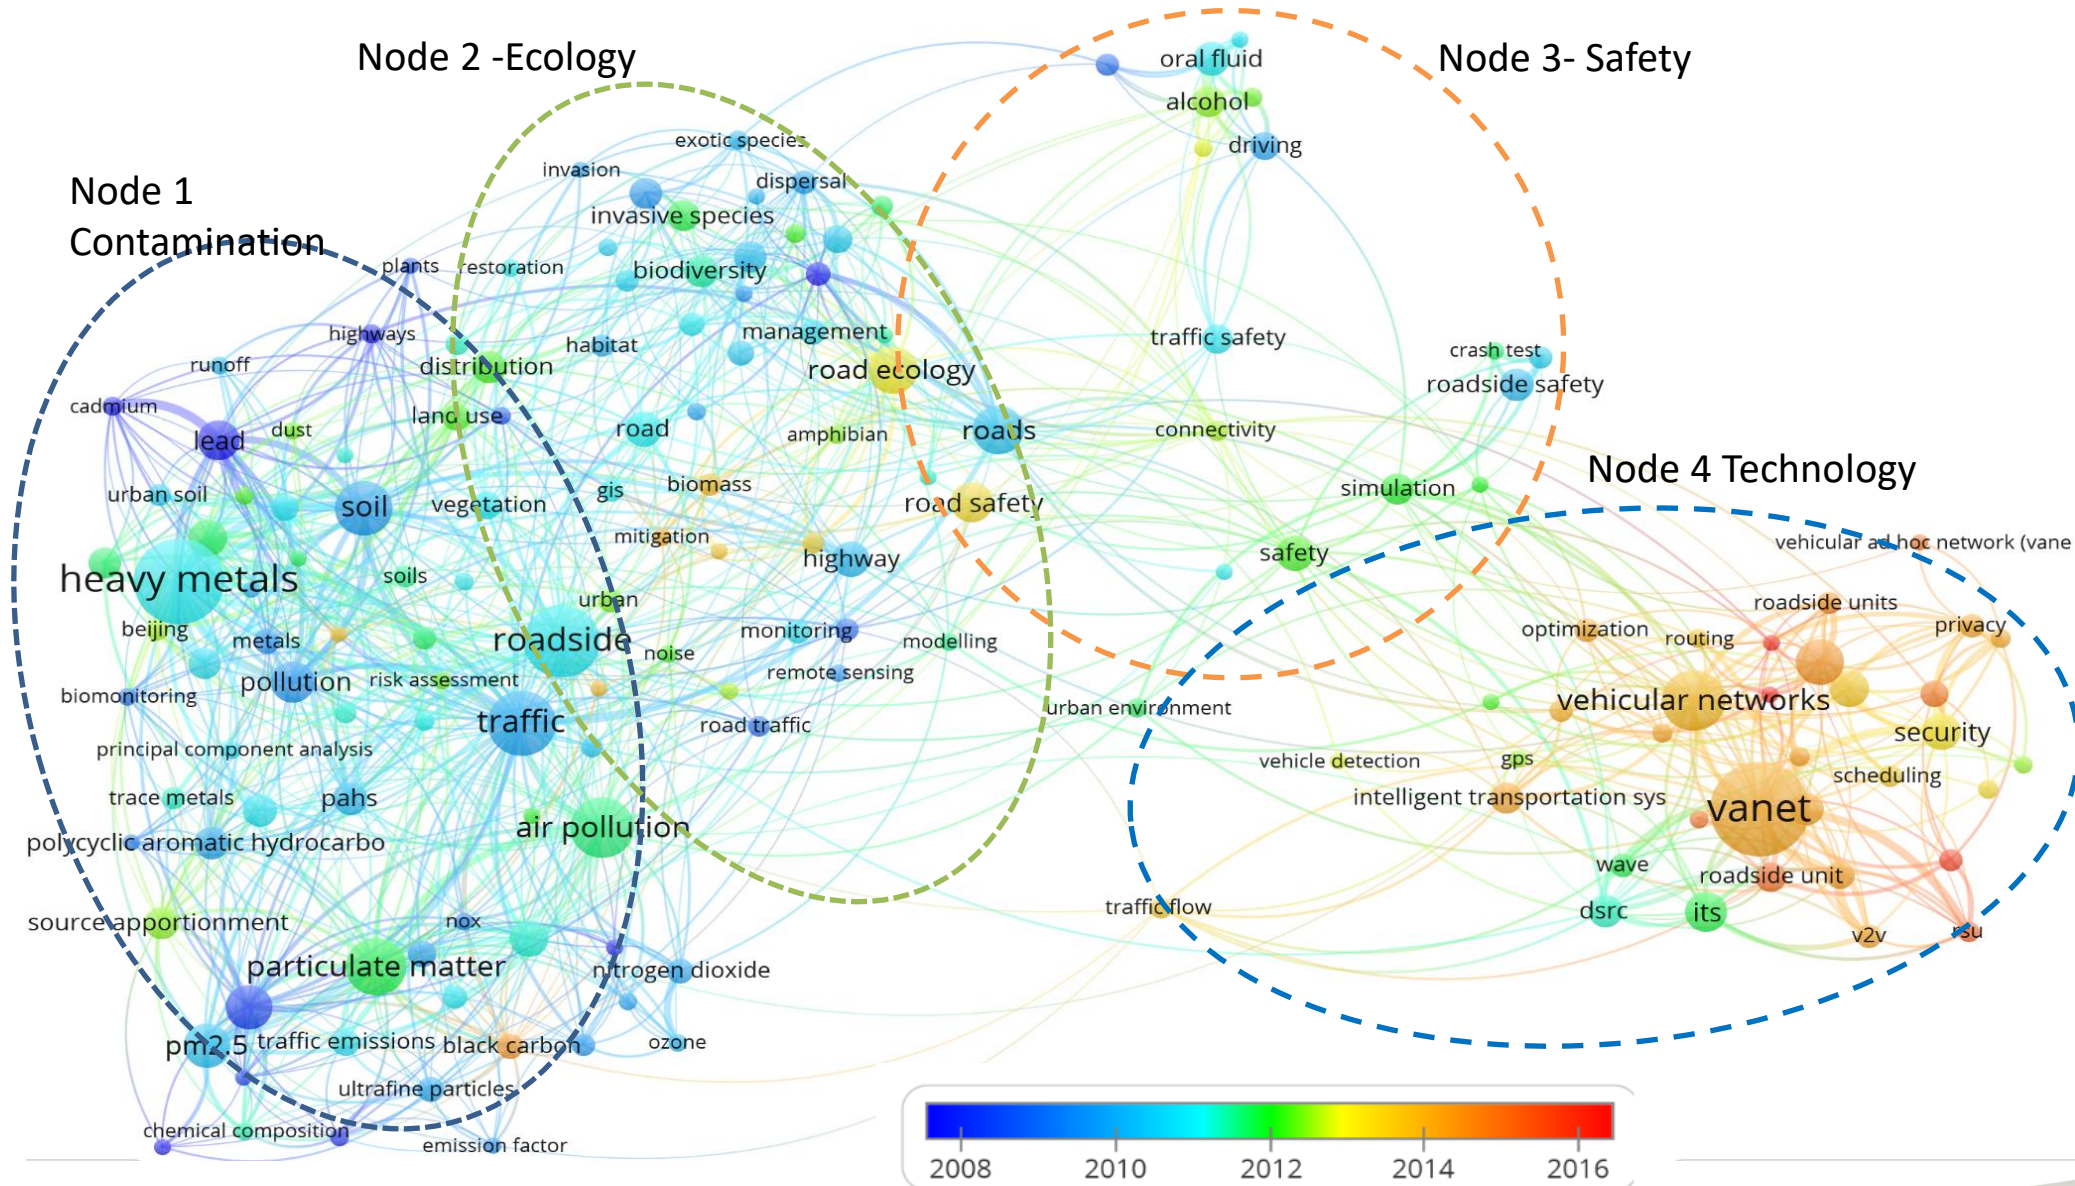 Node 2 -Ecology
Node 3- Safety
Node 1
Contamination
Node 4 Technology
oral fluid
alcohol
driving
exotic species
invasion
dispersal
invasive species
plants
restoration
biodiversity
highways
habitat
management
traffic safety
crash test
runoff
distribution
road ecology
roadside safety
cadmium
land use
lead
dust
road
amphibian
roads
connectivity
urban soil
soil
vegetation
gis
biomass
road safety
simulation
mitigation
highway
safety
vehicular ad hoc network (vane
heavy metals
soils
urban
roadside units
beijing
metals
roadside
noise
monitoring
modelling
optimization
routing
privacy
pollution
risk assessment
remote sensing
biomonitoring
traffic
road traffic
urban environment
vehicular networks
security
principal component analysis
vehicle detection
gps
scheduling
trace metals
pahs
intelligent transportation sys
vanet
polycyclic aromatic hydrocarbo
air pollution
wave
roadside unit
source apportionment
nox
traffic flow
dsrc
its
v2v
rsu
particulate matter
nitrogen dioxide
pm2.5
traffic emissions
black carbon
ozone
ultrafine particles
chemical composition
emission factor
2008
2010
2012
2014
2016